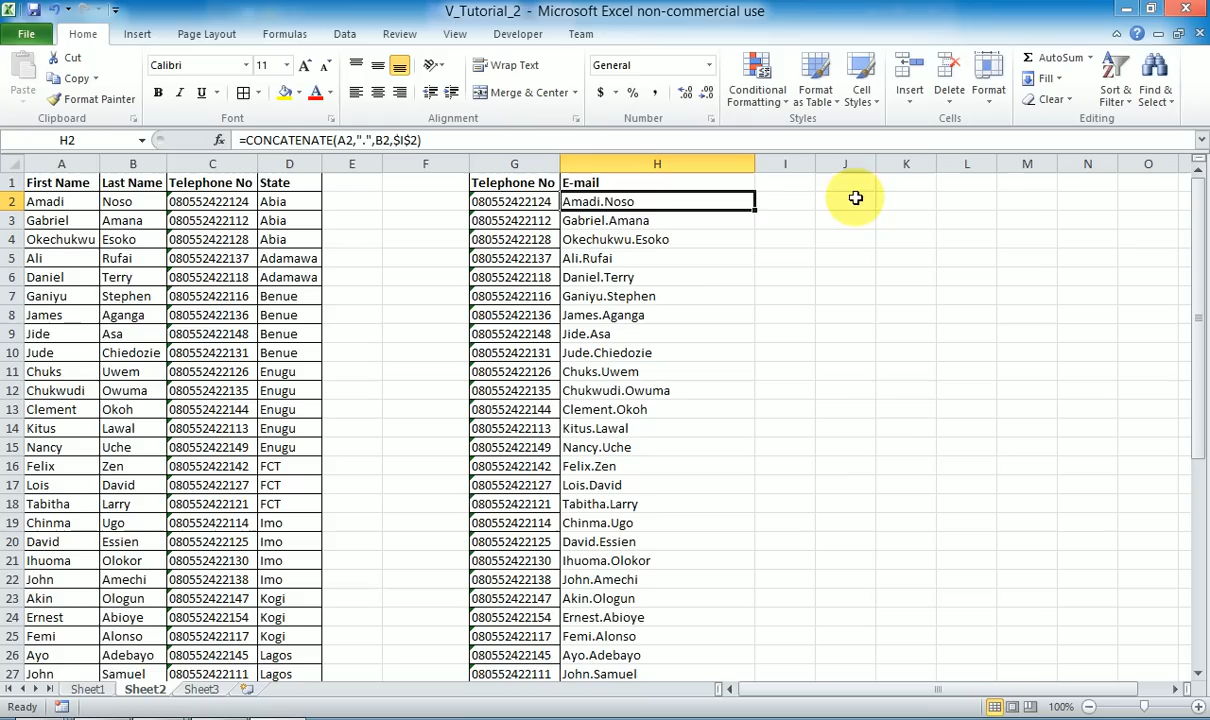 V_Tutorial_2 - Microsoft Excel non-commercial use
File Home Insert Page Layout Formulas Data Review View Developer Team
Cut
Copy
Format Painter
Paste
Clipboard
Calibri 11
B I U A
Font
Wrap Text
Merge & Center
Alignment
General
$ % ,
Number
Conditional Formatting
Format as Table
Cell Styles
Styles
Insert Delete Format
Cells
AutoSum
Fill
Clear
Sort & Filter
Find & Select
Editing
H2 fx =CONCATENATE(A2,".",B2,$I$2)
A B C D E F G H I J K L M N O
1 First Name Last Name Telephone No State Telephone No E-mail
2 Amadi Noso 080552422124 Abia 080552422124 Amadi.Noso
3 Gabriel Amana 080552422112 Abia 080552422112 Gabriel.Amana
4 Okechukwu Esoko 080552422128 Abia 080552422128 Okechukwu.Esoko
5 Ali Rufai 080552422137 Adamawa 080552422137 Ali.Rufai
6 Daniel Terry 080552422118 Adamawa 080552422118 Daniel.Terry
7 Ganiyu Stephen 080552422116 Benue 080552422116 Ganiyu.Stephen
8 James Aganga 080552422136 Benue 080552422136 James.Aganga
9 Jide Asa 080552422148 Benue 080552422148 Jide.Asa
10 Jude Chiedozie 080552422131 Benue 080552422131 Jude.Chiedozie
11 Chuks Uwem 080552422126 Enugu 080552422126 Chuks.Uwem
12 Chukwudi Owuma 080552422135 Enugu 080552422135 Chukwudi.Owuma
13 Clement Okoh 080552422144 Enugu 080552422144 Clement.Okoh
14 Kitus Lawal 080552422113 Enugu 080552422113 Kitus.Lawal
15 Nancy Uche 080552422149 Enugu 080552422149 Nancy.Uche
16 Felix Zen 080552422142 FCT 080552422142 Felix.Zen
17 Lois David 080552422127 FCT 080552422127 Lois.David
18 Tabitha Larry 080552422121 FCT 080552422121 Tabitha.Larry
19 Chinma Ugo 080552422114 Imo 080552422114 Chinma.Ugo
20 David Essien 080552422125 Imo 080552422125 David.Essien
21 Ihuoma Olokor 080552422130 Imo 080552422130 Ihuoma.Olokor
22 John Amechi 080552422138 Imo 080552422138 John.Amechi
23 Akin Ologun 080552422147 Kogi 080552422147 Akin.Ologun
24 Ernest Abioye 080552422154 Kogi 080552422154 Ernest.Abioye
25 Femi Alonso 080552422117 Kogi 080552422117 Femi.Alonso
26 Ayo Adebayo 080552422145 Lagos 080552422145 Ayo.Adebayo
27 John Samuel 080552422111 Lagos 080552422111 John.Samuel
Sheet1 Sheet2 Sheet3
Ready 100%